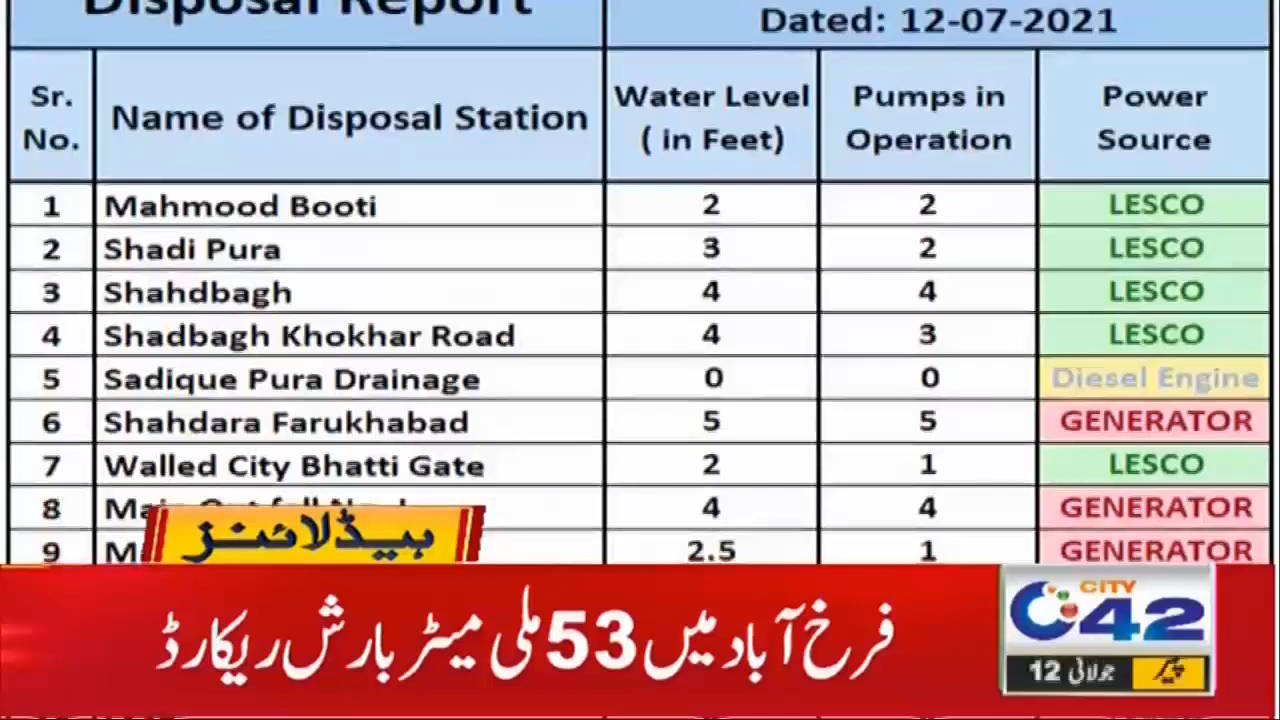 Disposal Report
Dated: 12-07-2021
Sr. No. Name of Disposal Station Water Level ( in Feet) Pumps in Operation Power Source
1 Mahmood Booti 2 2 LESCO
2 Shadi Pura 3 2 LESCO
3 Shahdbagh 4 4 LESCO
4 Shadbagh Khokhar Road 4 3 LESCO
5 Sadique Pura Drainage 0 0 Diesel Engine
6 Shahdara Farukhabad 5 5 GENERATOR
7 Walled City Bhatti Gate 2 1 LESCO
8 4 4 GENERATOR
9 2.5 1 GENERATOR
ہیڈلائنز
فرخ آباد میں 53 ملی میٹر بارش ریکارڈ
CITY
42
12 جولائی پیر